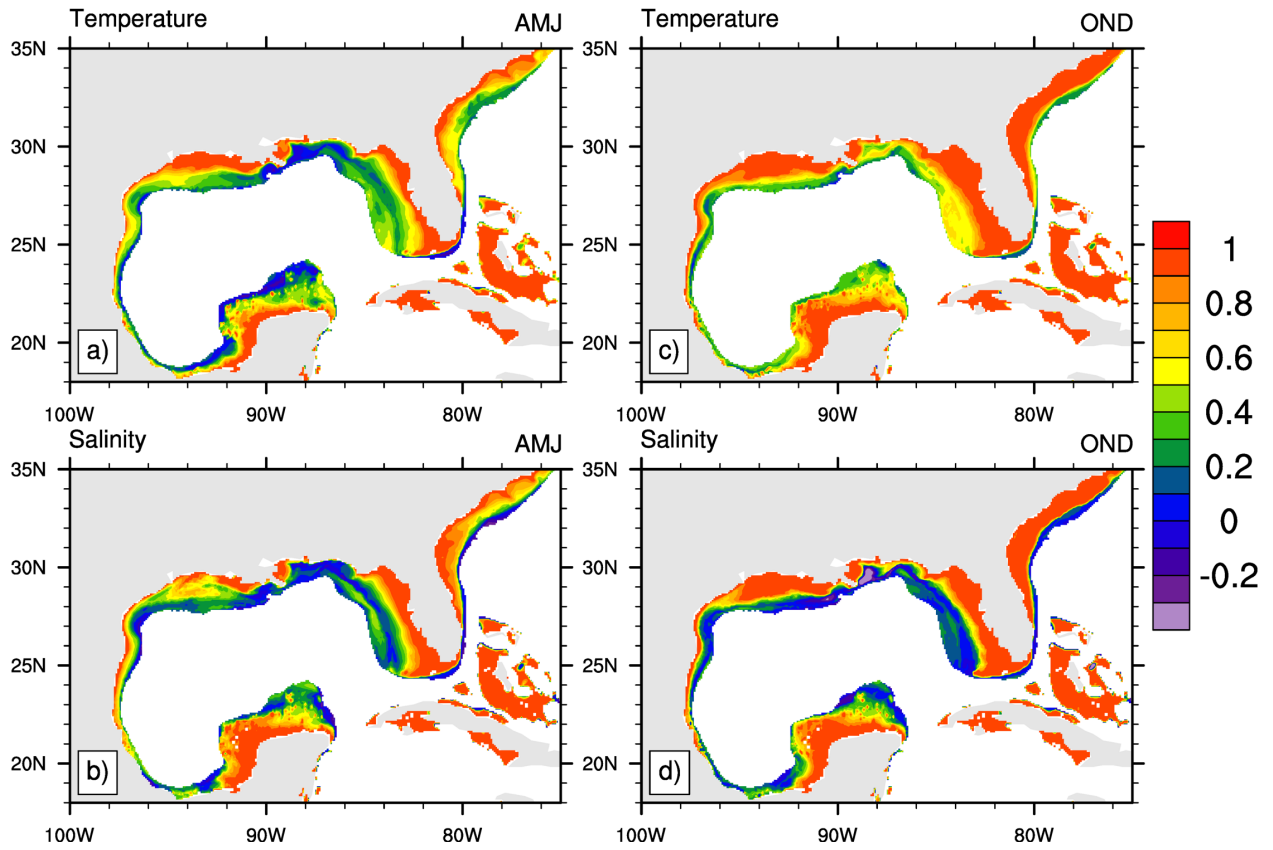 Temperature AMJ
35N
30N
25N
20N
a)
100W 90W 80W
Temperature OND
35N
30N
25N
20N
c)
100W 90W 80W
Salinity AMJ
35N
30N
25N
20N
b)
100W 90W 80W
Salinity OND
35N
30N
25N
20N
d)
100W 90W 80W
1
0.8
0.6
0.4
0.2
0
-0.2